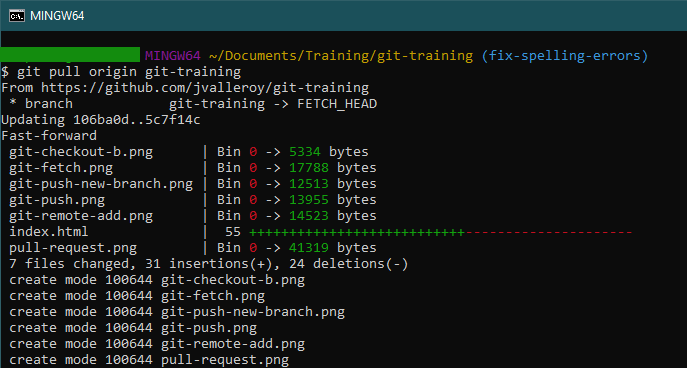 MINGW64
MINGW64 ~/Documents/Training/git-training (fix-spelling-errors)
$ git pull origin git-training
From https://github.com/jvalleroy/git-training
 * branch            git-training -> FETCH_HEAD
Updating 106ba0d..5c7f14c
Fast-forward
 git-checkout-b.png      | Bin 0 -> 5334 bytes
 git-fetch.png           | Bin 0 -> 17788 bytes
 git-push-new-branch.png | Bin 0 -> 12513 bytes
 git-push.png            | Bin 0 -> 13955 bytes
 git-remote-add.png      | Bin 0 -> 14523 bytes
 index.html              |  55 +++++++++++++++++++++++++++---------------------
 pull-request.png        | Bin 0 -> 41319 bytes
 7 files changed, 31 insertions(+), 24 deletions(-)
 create mode 100644 git-checkout-b.png
 create mode 100644 git-fetch.png
 create mode 100644 git-push-new-branch.png
 create mode 100644 git-push.png
 create mode 100644 git-remote-add.png
 create mode 100644 pull-request.png